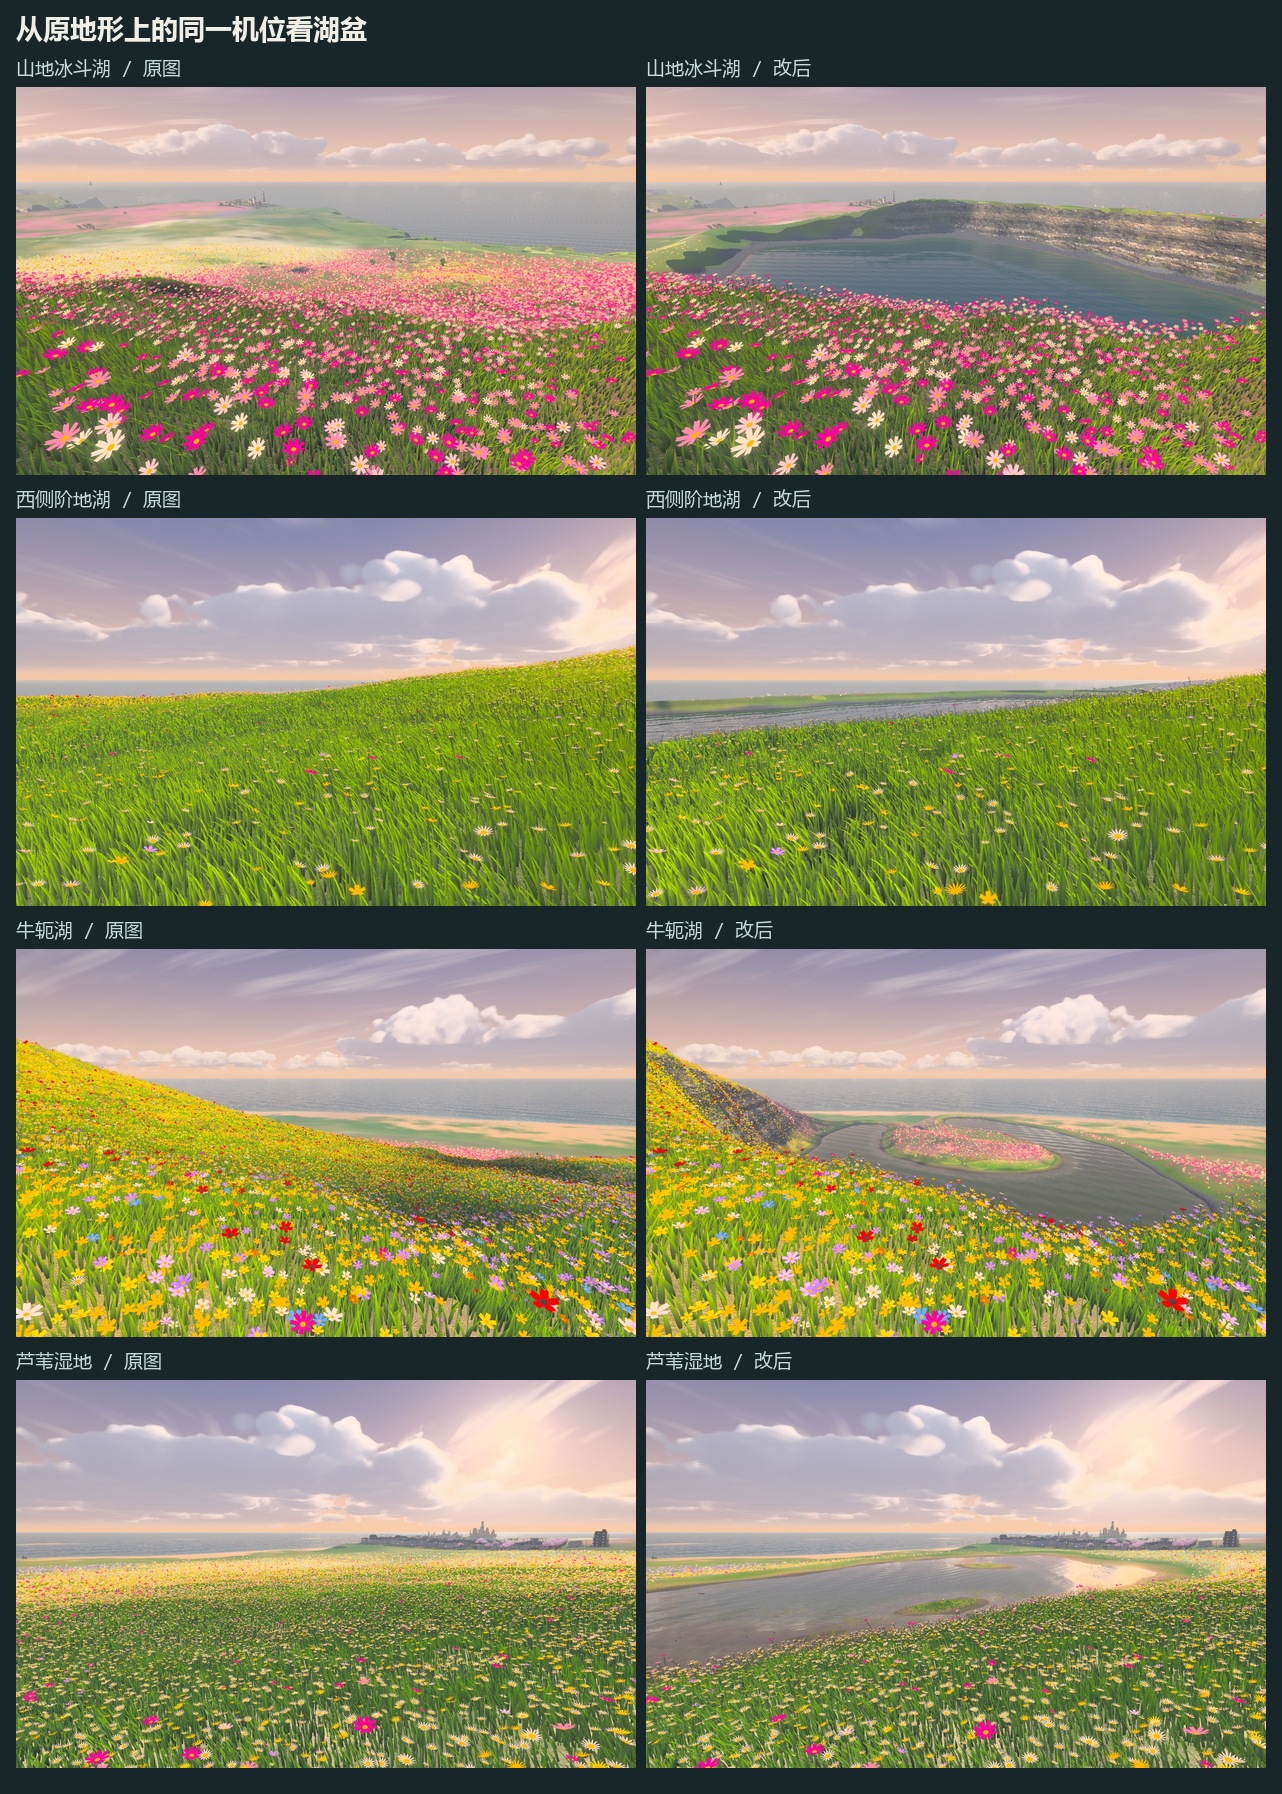 从原地形上的同一机位看湖盆
山地冰斗湖 / 原图
山地冰斗湖 / 改后
西侧阶地湖 / 原图
西侧阶地湖 / 改后
牛轭湖 / 原图
牛轭湖 / 改后
芦苇湿地 / 原图
芦苇湿地 / 改后